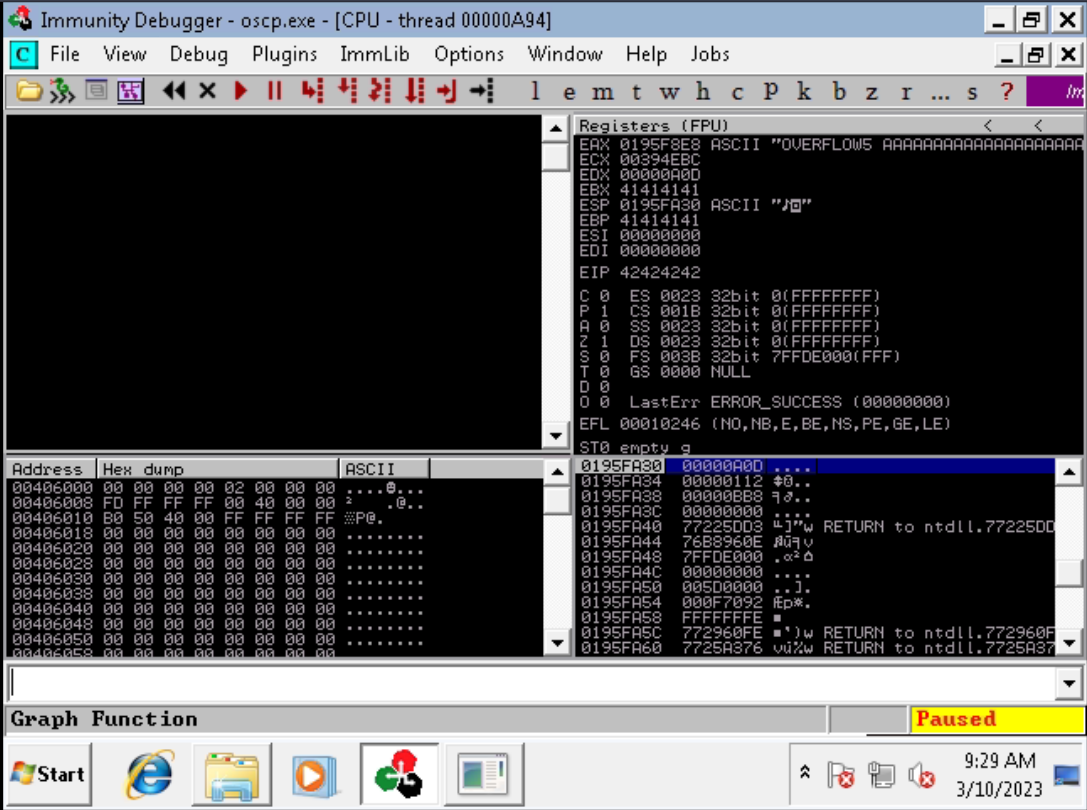 Immunity Debugger - oscp.exe - [CPU - thread 00000A94]
C File View Debug Plugins ImmLib Options Window Help Jobs
l e m t w h c P k b z r ... s ?
Registers (FPU) < <
EAX 0195F8E8 ASCII "OVERFLOW5 AAAAAAAAAAAAAAAAAAAAA
ECX 00394EBC
EDX 00000A0D
EBX 41414141
ESP 0195FA30 ASCII "♪◙"
EBP 41414141
ESI 00000000
EDI 00000000
EIP 42424242
C 0 ES 0023 32bit 0(FFFFFFFF)
P 1 CS 001B 32bit 0(FFFFFFFF)
A 0 SS 0023 32bit 0(FFFFFFFF)
Z 1 DS 0023 32bit 0(FFFFFFFF)
S 0 FS 003B 32bit 7FFDE000(FFF)
T 0 GS 0000 NULL
D 0
O 0 LastErr ERROR_SUCCESS (00000000)
EFL 00010246 (NO,NB,E,BE,NS,PE,GE,LE)
ST0 empty g
Address Hex dump ASCII
00406000 00 00 00 00 02 00 00 00 ....☻...
00406008 FD FF FF FF 00 40 00 00 ² .@..
00406010 B0 50 40 00 FF FF FF FF ░P@.
00406018 00 00 00 00 00 00 00 00 ........
00406020 00 00 00 00 00 00 00 00 ........
00406028 00 00 00 00 00 00 00 00 ........
00406030 00 00 00 00 00 00 00 00 ........
00406038 00 00 00 00 00 00 00 00 ........
00406040 00 00 00 00 00 00 00 00 ........
00406048 00 00 00 00 00 00 00 00 ........
00406050 00 00 00 00 00 00 00 00 ........
00406058 00 00 00 00 00 00 00 00
0195FA30 00000A0D ....
0195FA34 00000112
0195FA38 00000BB8
0195FA3C 00000000 ....
0195FA40 77225DD3 ╙]"w RETURN to ntdll.77225DD
0195FA44 76B8960E
0195FA48 7FFDE000
0195FA4C 00000000 ....
0195FA50 005D0000 ..].
0195FA54 000F7092 Æp☼.
0195FA58 FFFFFFFE ■
0195FA5C 772960FE ■`)w RETURN to ntdll.772960F
0195FA60 7725A376 vú%w RETURN to ntdll.7725A37
Graph Function
Paused
Start
9:29 AM
3/10/2023